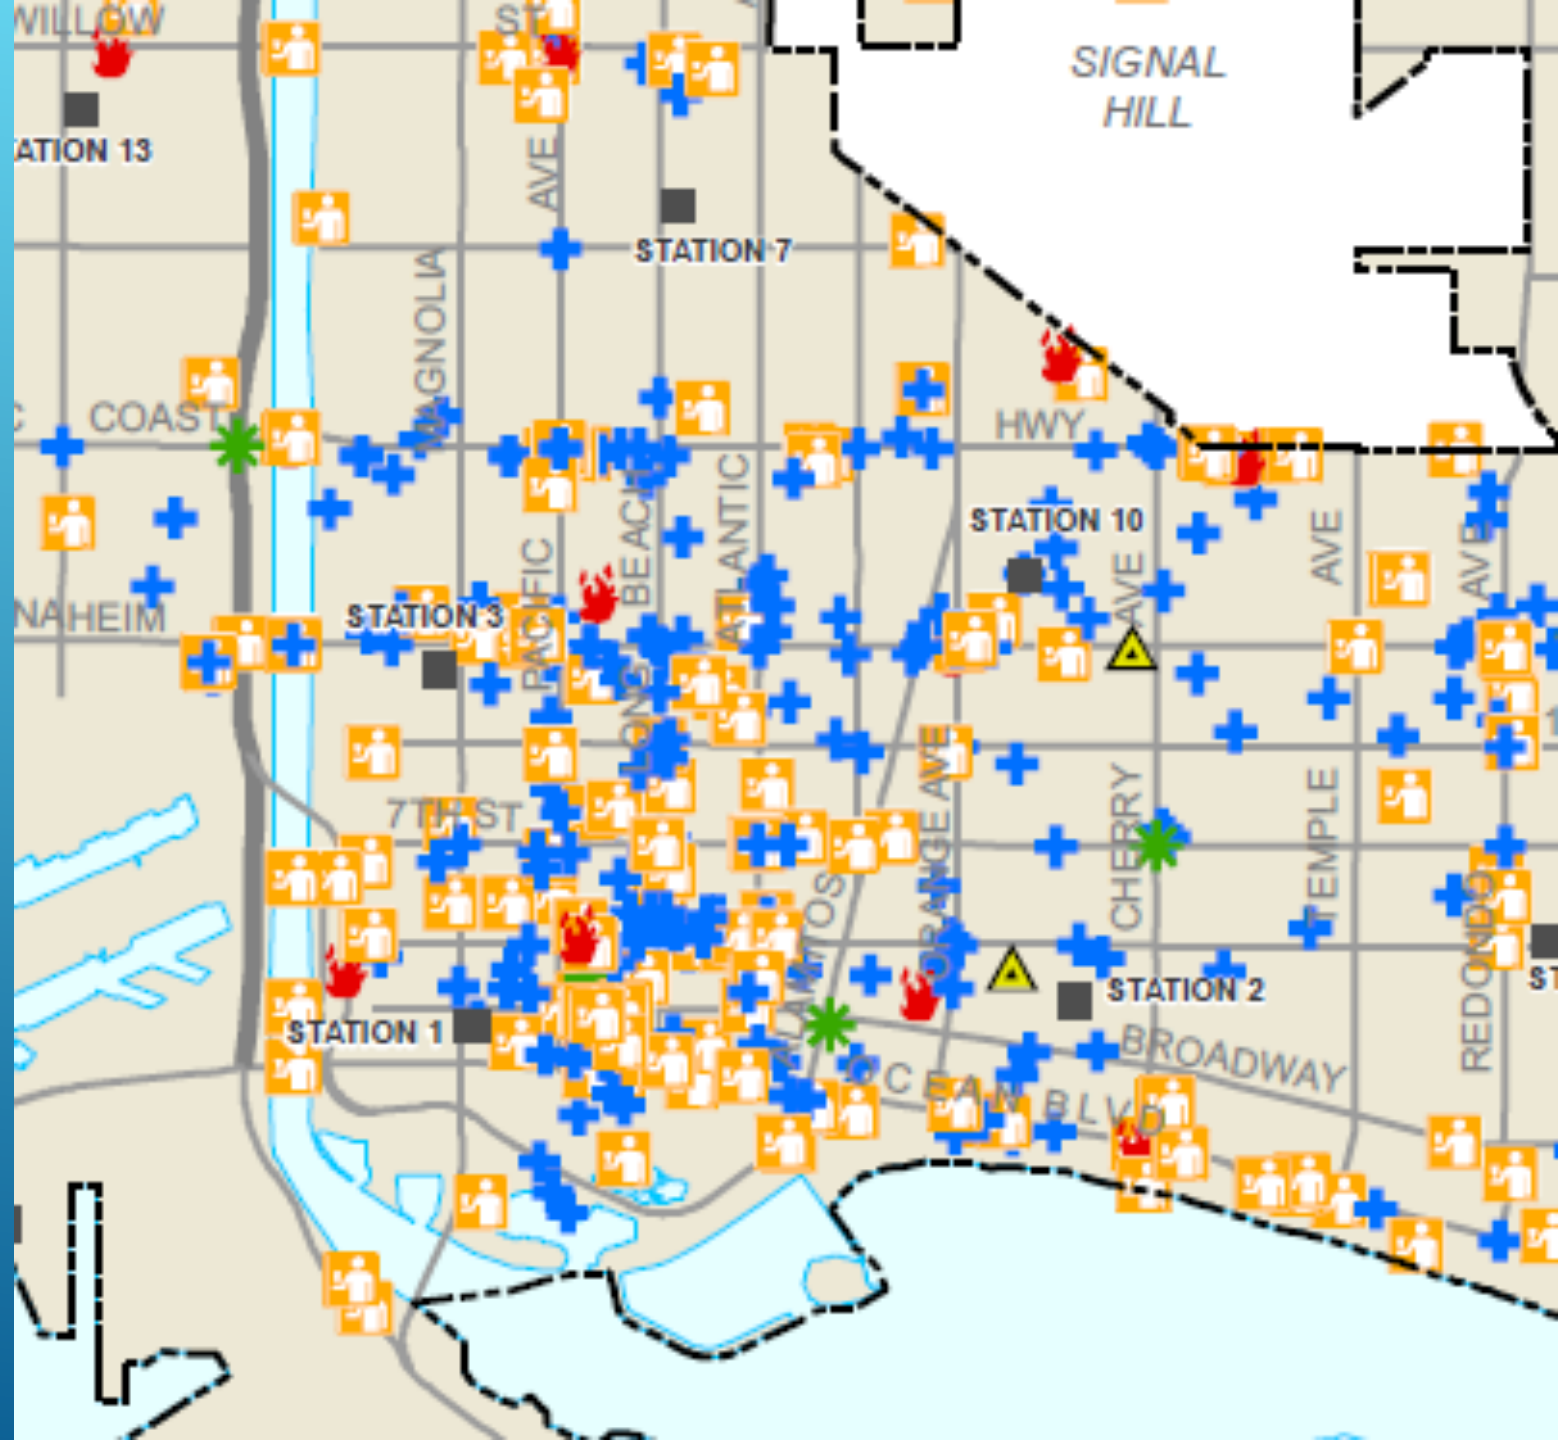 WILLOW
ST
SIGNAL
HILL
ATION 13
AVE
STATION 7
MAGNOLIA
COAST
HWY
ATLANTIC
STATION 10
AVE
AVE
AVE
BEACH
PACIFIC
NAHEIM
STATION 3
LONG
7TH ST
ORANGE AVE
CHERRY
TEMPLE
ALAMITOS
REDONDO
STATION 2
ST
STATION 1
BROADWAY
OCEAN BLVD